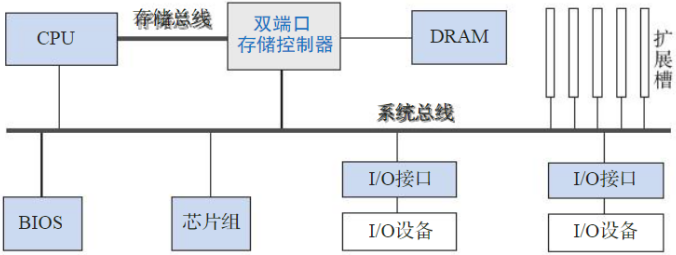 CPU
存储总线
双端口
存储控制器
DRAM
扩展槽
系统总线
BIOS
芯片组
I/O接口
I/O设备
I/O接口
I/O设备